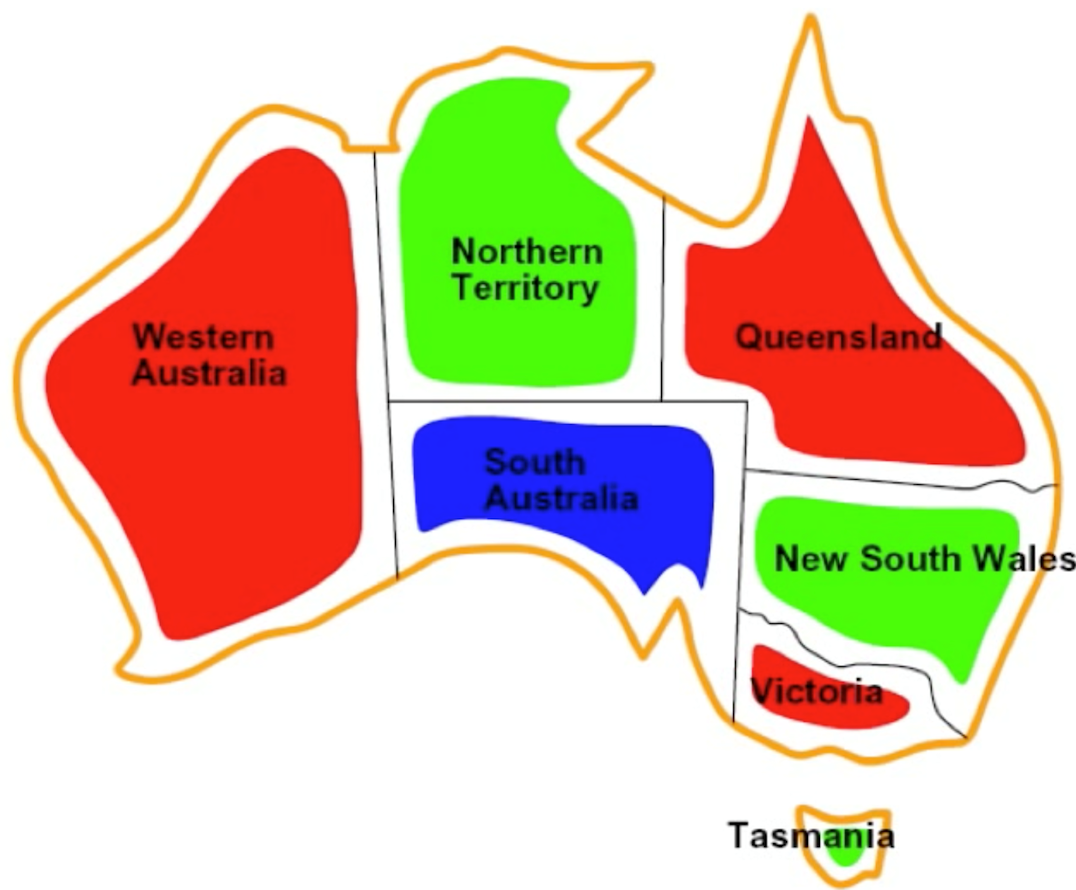 Northern
Territory
Western
Australia
Queensland
South
Australia
New South Wales
Victoria
Tasmania